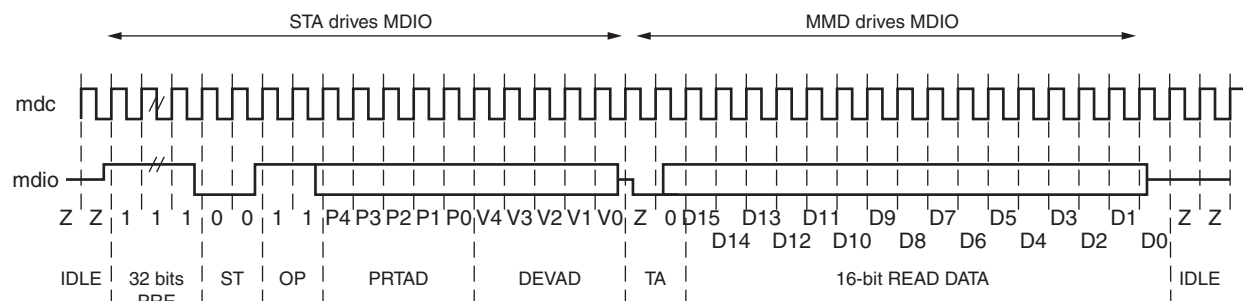 STA drives MDIO MMD drives MDIO
mdc
mdio
Z Z 1 1 1 0 0 1 1 P4 P3 P2 P1 P0 V4 V3 V2 V1 V0 Z 0 D15 D13 D11 D9 D7 D5 D3 D1 Z Z
D14 D12 D10 D8 D6 D4 D2 D0
IDLE 32 bits ST OP PRTAD DEVAD TA 16-bit READ DATA IDLE
PRE